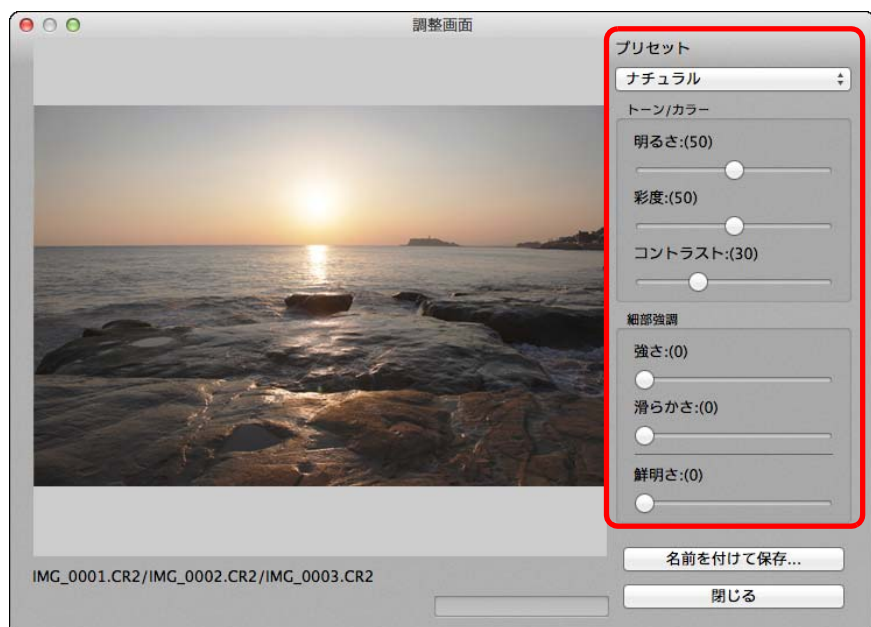 調整画面
プリセット
ナチュラル
トーン/カラー
明るさ:(50)
彩度:(50)
コントラスト:(30)
細部強調
強さ:(0)
滑らかさ:(0)
鮮明さ:(0)
名前を付けて保存...
IMG_0001.CR2/IMG_0002.CR2/IMG_0003.CR2
閉じる